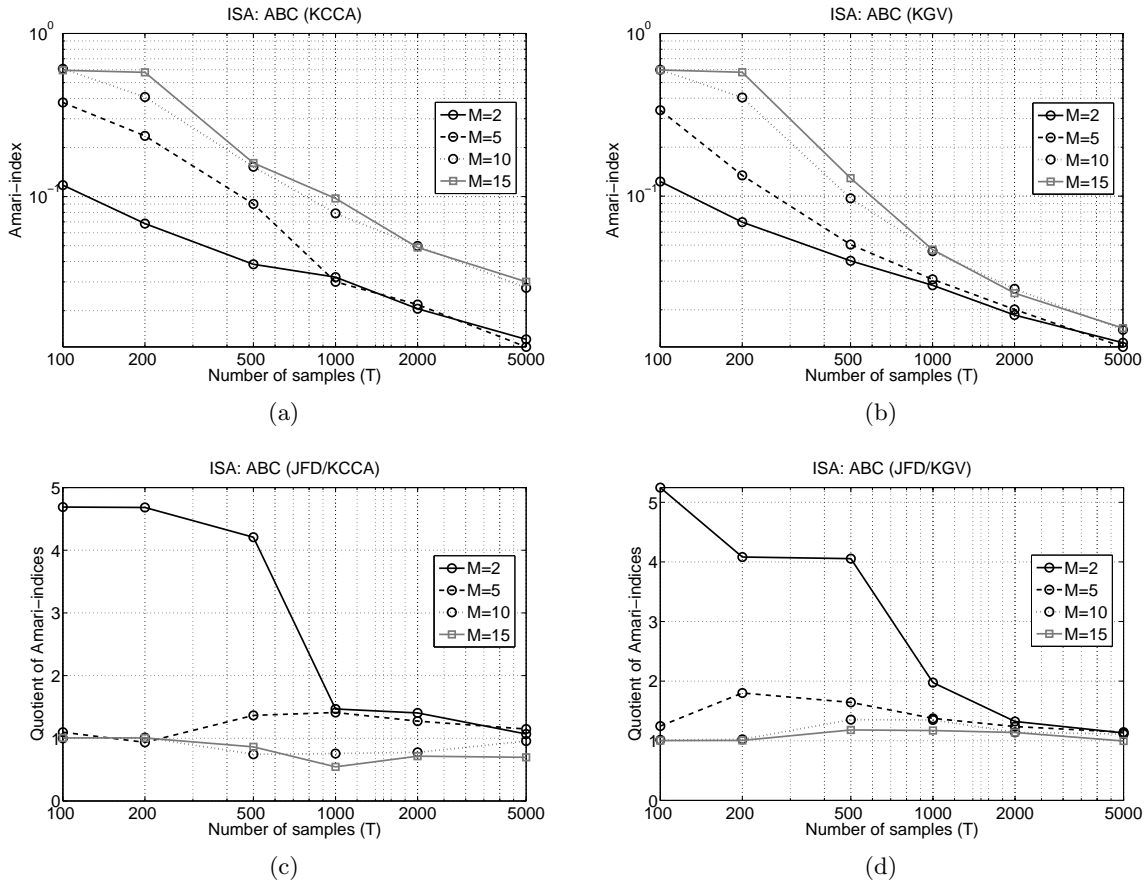 ISA: ABC (KCCA)
10^0
10^-1
Amari-index
M=2
M=5
M=10
M=15
100 200 500 1000 2000 5000
Number of samples (T)
(a)
ISA: ABC (KGV)
10^0
10^-1
Amari-index
M=2
M=5
M=10
M=15
100 200 500 1000 2000 5000
Number of samples (T)
(b)
ISA: ABC (JFD/KCCA)
5
4
3
2
1
0
Quotient of Amari-indices
M=2
M=5
M=10
M=15
100 200 500 1000 2000 5000
Number of samples (T)
(c)
ISA: ABC (JFD/KGV)
5
4
3
2
1
0
Quotient of Amari-indices
M=2
M=5
M=10
M=15
100 200 500 1000 2000 5000
Number of samples (T)
(d)